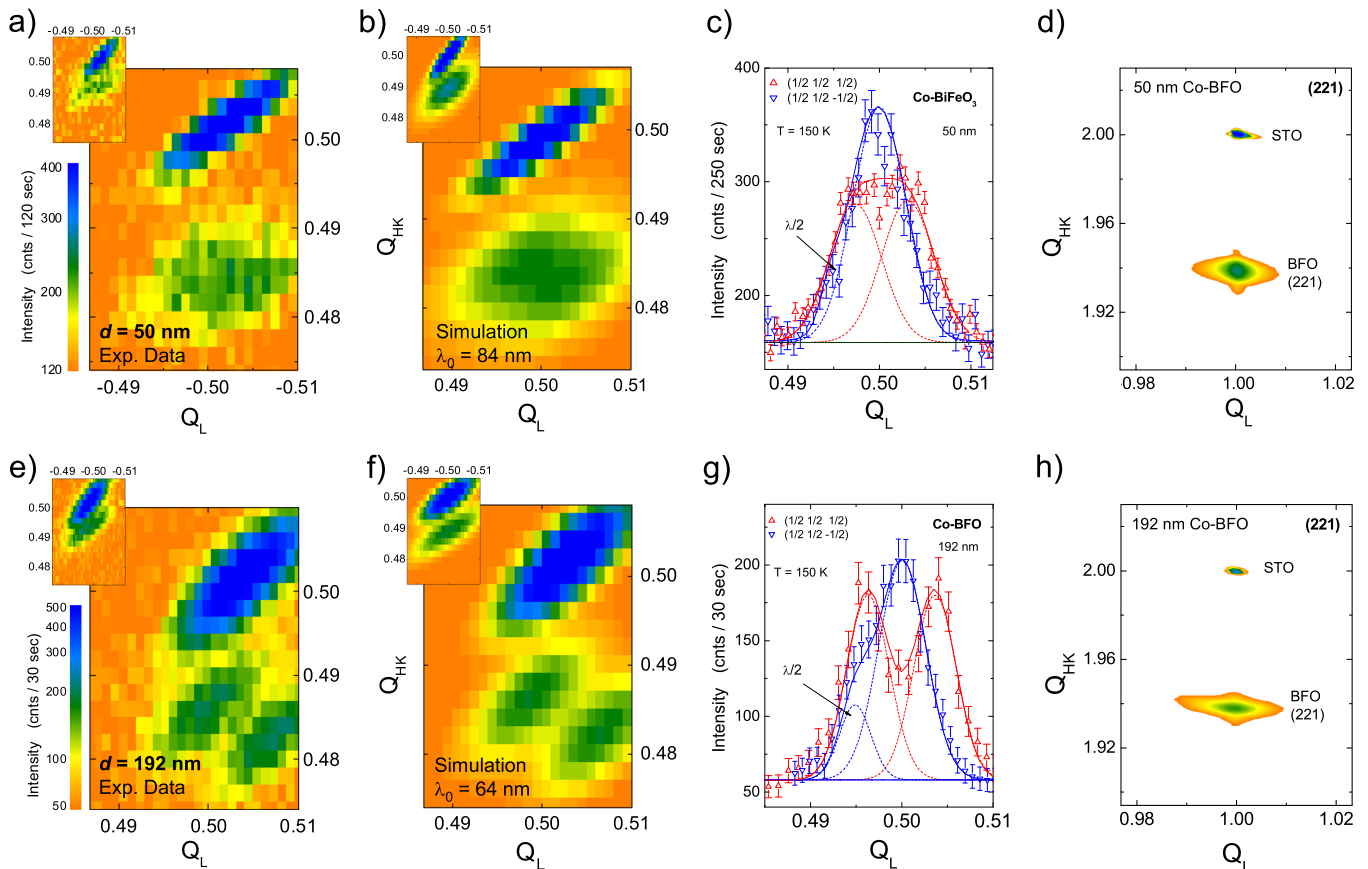 a)
-0.49 -0.50 -0.51
0.50
0.49
0.48
0.50
0.49
0.48
400
300
200
120
Intensity (cnts / 120 sec)
d = 50 nm
Exp. Data
-0.49 -0.50 -0.51
Q_L
b)
-0.49 -0.50 -0.51
0.50
0.49
0.48
0.50
0.49
0.48
Q_HK
Simulation
λ₀ = 84 nm
0.49 0.50 0.51
Q_L
c)
400
350
300
250
200
160
Intensity (cnts / 250 sec)
(1/2 1/2 1/2)
(1/2 1/2 -1/2)
Co-BiFeO₃
T = 150 K
50 nm
λ/2
0.49 0.50 0.51
Q_L
d)
50 nm Co-BFO (221)
2.00
1.96
1.92
Q_HK
STO
BFO
(221)
0.98 1.00 1.02
Q_L
e)
-0.49 -0.50 -0.51
0.50
0.49
0.48
0.50
0.49
0.48
500
400
300
200
100
50
Intensity (cnts / 30 sec)
d = 192 nm
Exp. Data
0.49 0.50 0.51
Q_L
f)
-0.49 -0.50 -0.51
0.50
0.49
0.48
0.50
0.49
0.48
Q_HK
Simulation
λ₀ = 64 nm
0.49 0.50 0.51
Q_L
g)
200
150
100
50
Intensity (cnts / 30 sec)
(1/2 1/2 1/2)
(1/2 1/2 -1/2)
Co-BFO
192 nm
T = 150 K
λ/2
0.49 0.50 0.51
Q_L
h)
192 nm Co-BFO (221)
2.00
1.96
1.92
Q_HK
STO
BFO
(221)
0.98 1.00 1.02